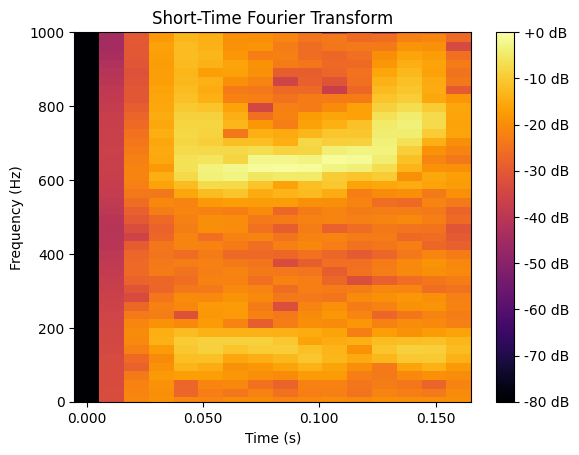 Short-Time Fourier Transform
1000
800
600
400
200
0
Frequency (Hz)
0.000
0.050
0.100
0.150
Time (s)
+0 dB
-10 dB
-20 dB
-30 dB
-40 dB
-50 dB
-60 dB
-70 dB
-80 dB